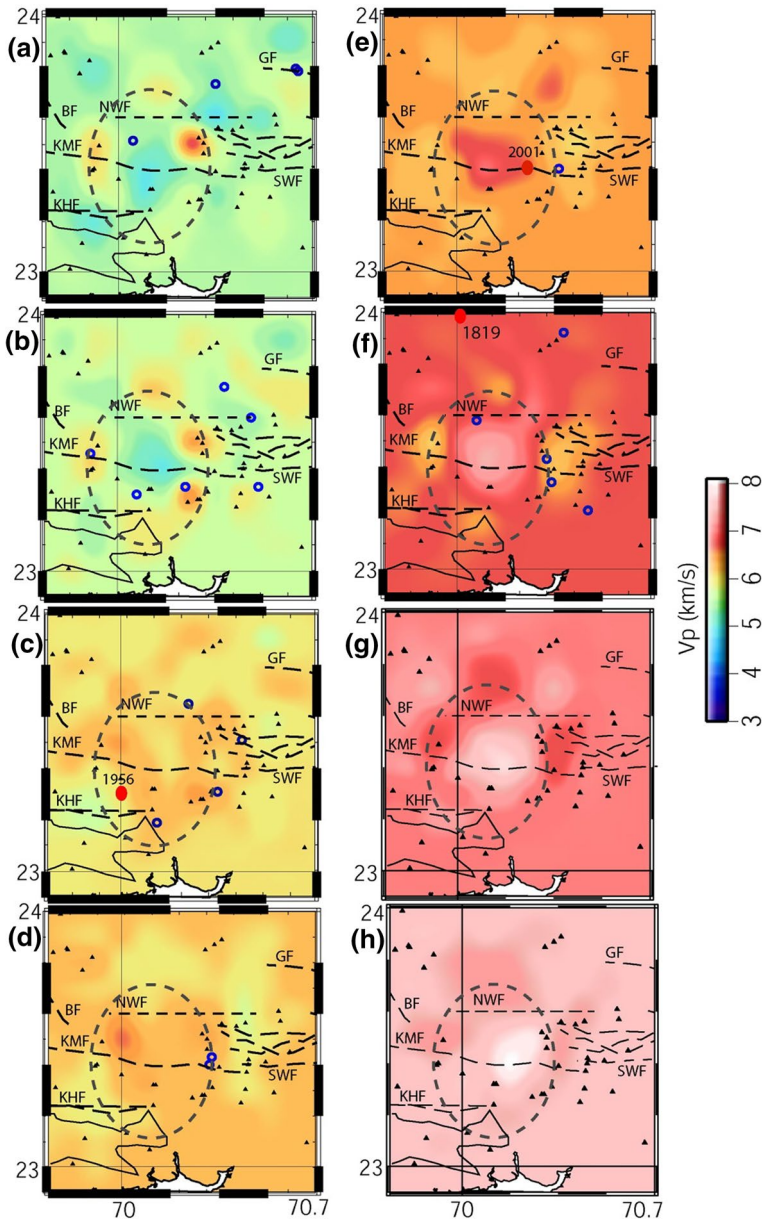 24
(a)
GF
BF
NWF
KMF
SWF
KHF
23
(e)
GF
NWF
BF
KMF
2001
SWF
KHF
24
(b)
GF
BF
NWF
KMF
SWF
KHF
23
24
(f)
1819
GF
BF
NWF
KMF
SWF
KHF
23
24
(c)
GF
NWF
BF
KMF
1956
SWF
KHF
23
(g)
GF
NWF
BF
KMF
SWF
KHF
24
(d)
GF
BF
NWF
KMF
SWF
KHF
23
70
70.7
24
(h)
GF
NWF
BF
KMF
SWF
KHF
23
70
70.7
8
7
6
5
4
3
Vp (km/s)